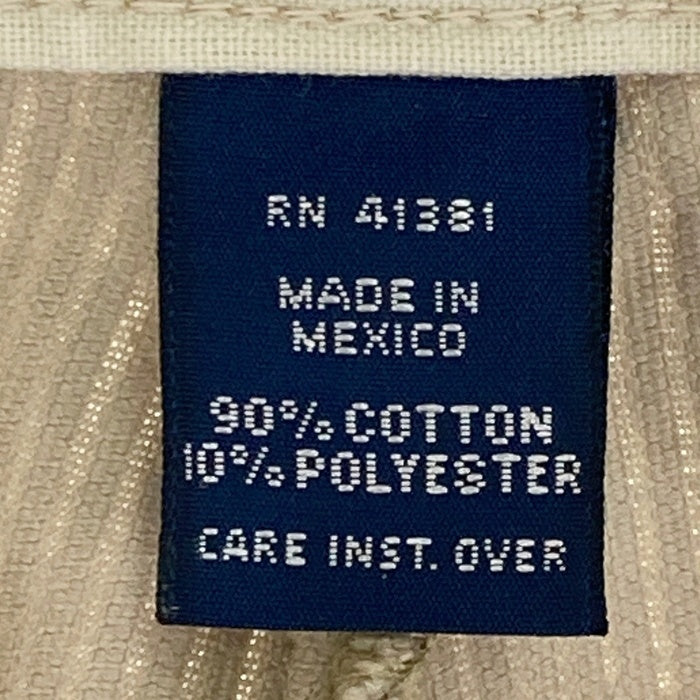 RN 41381
MADE IN
MEXICO
90% COTTON
10% POLYESTER
CARE INST. OVER